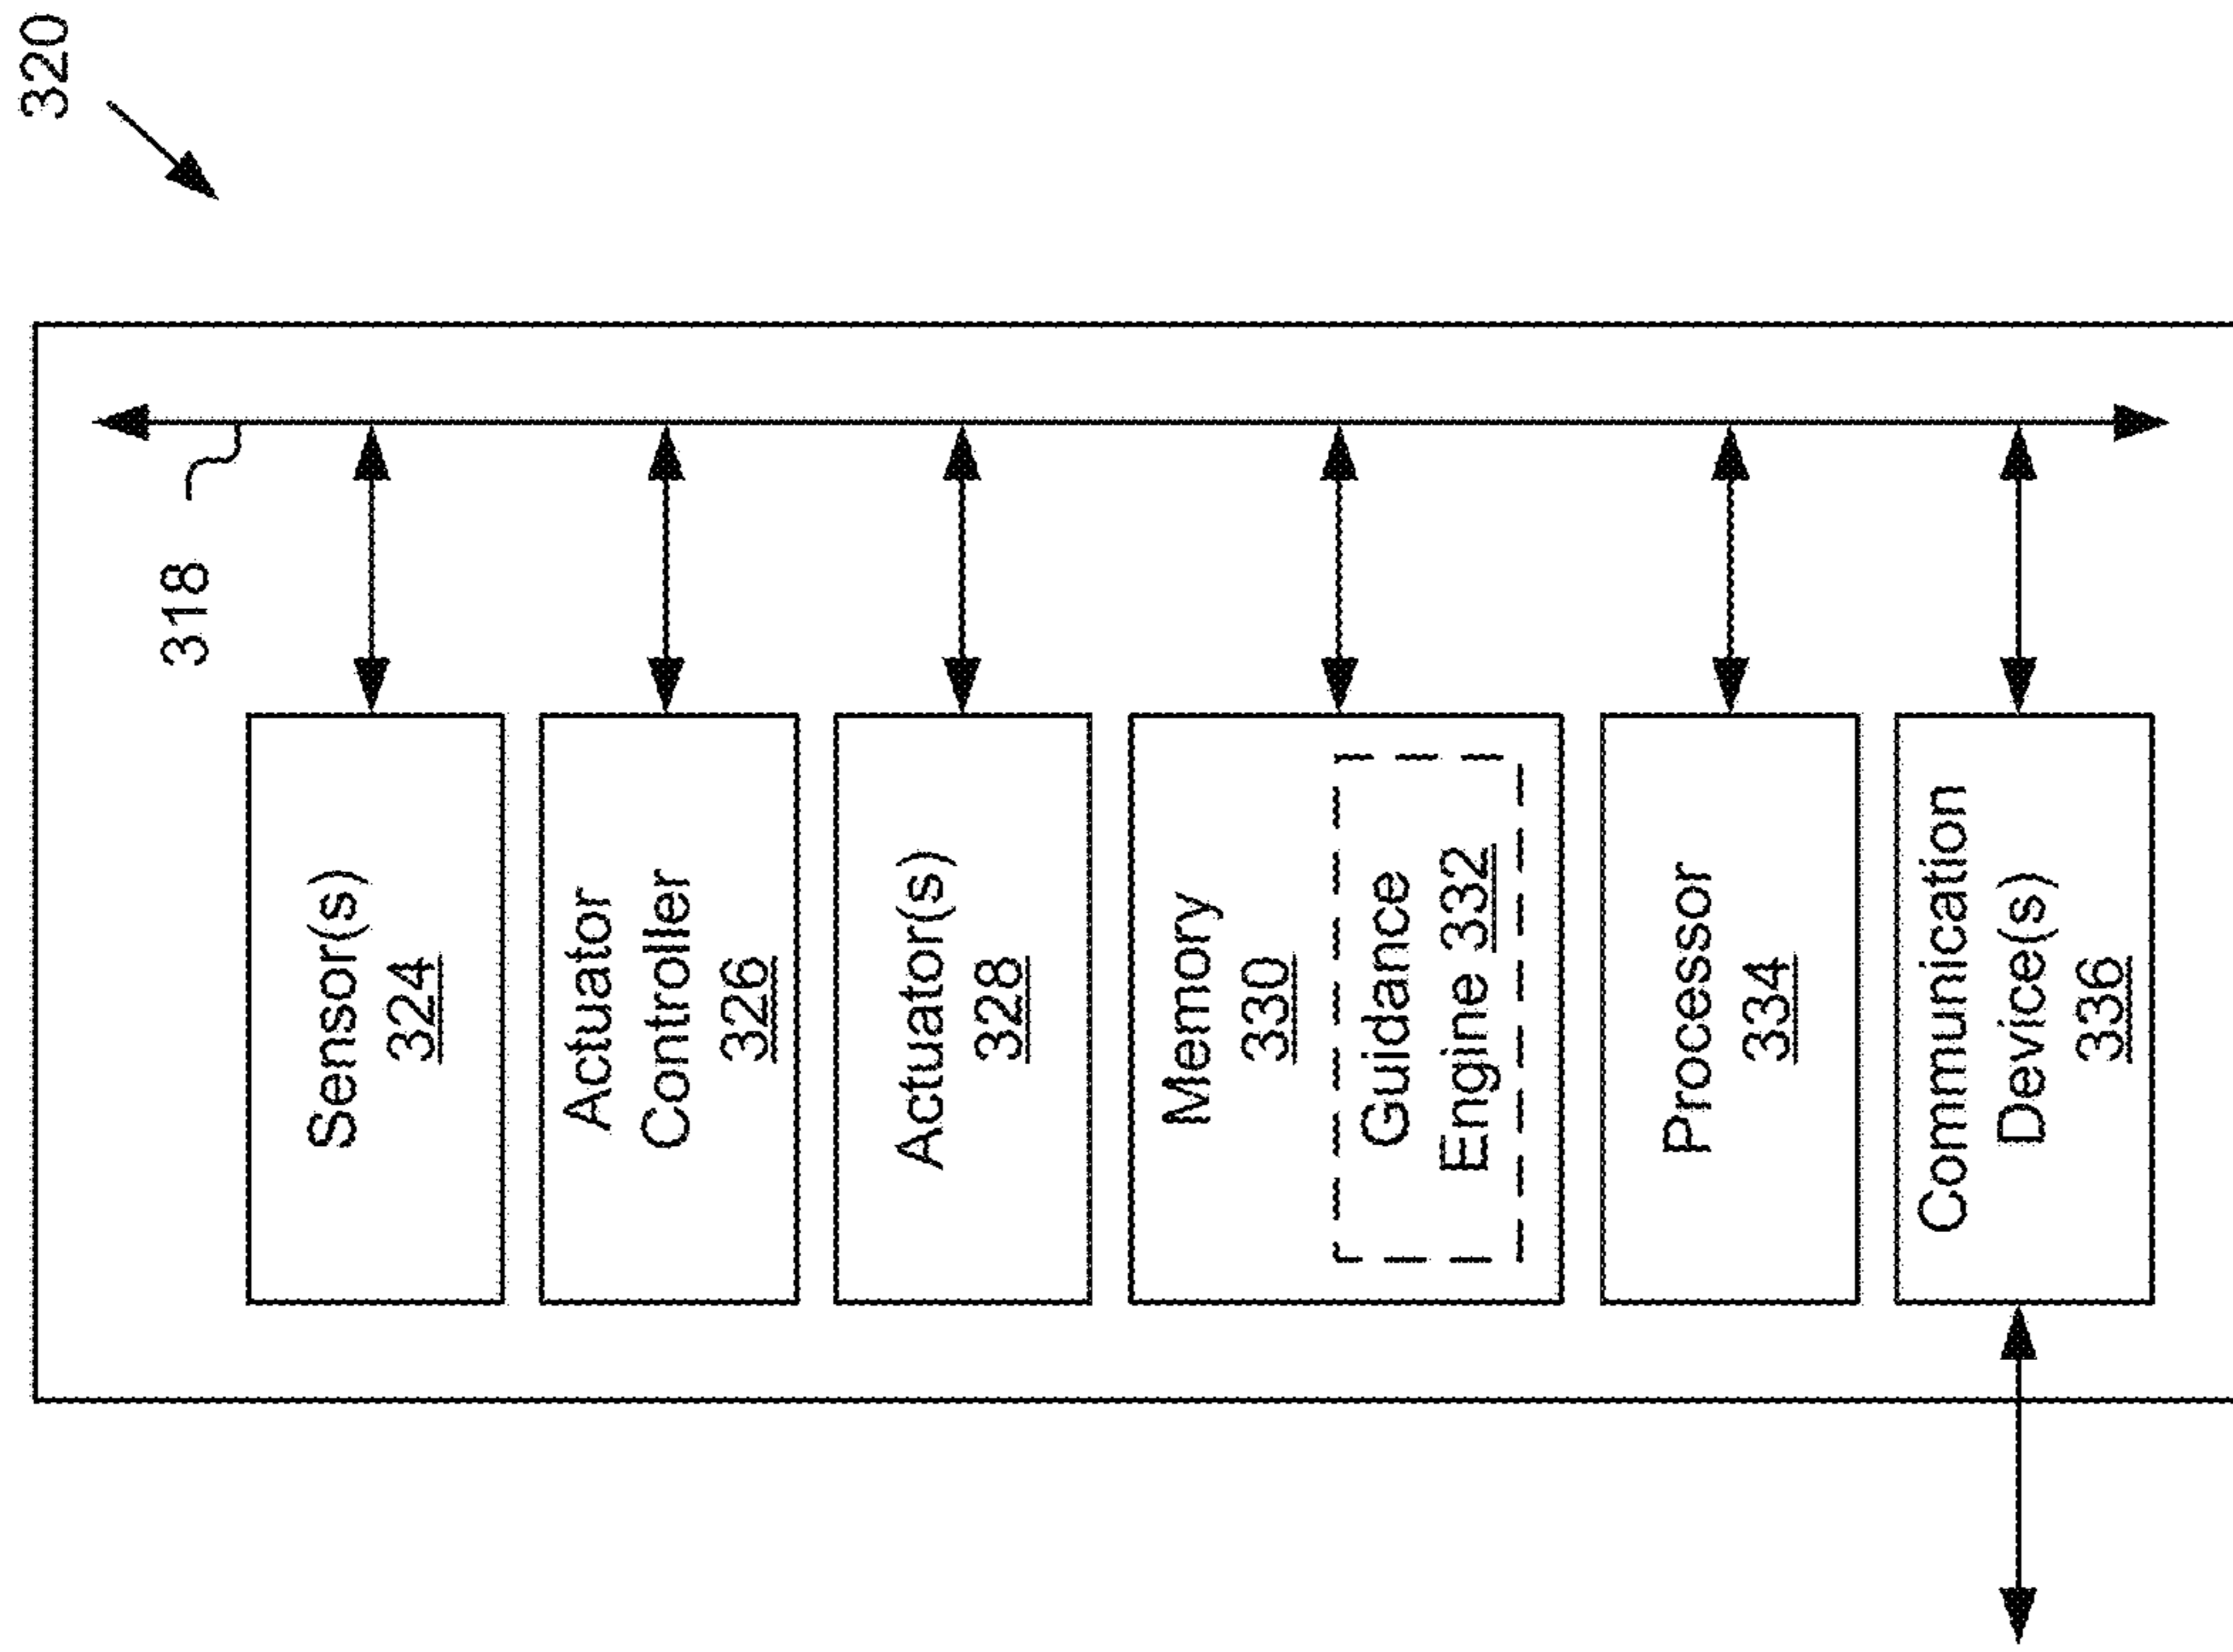 320
318
Sensor(s)
324
Actuator
Controller
326
Actuator(s)
328
Memory
330
Guidance
Engine 332
Processor
334
Communication
Device(s)
336